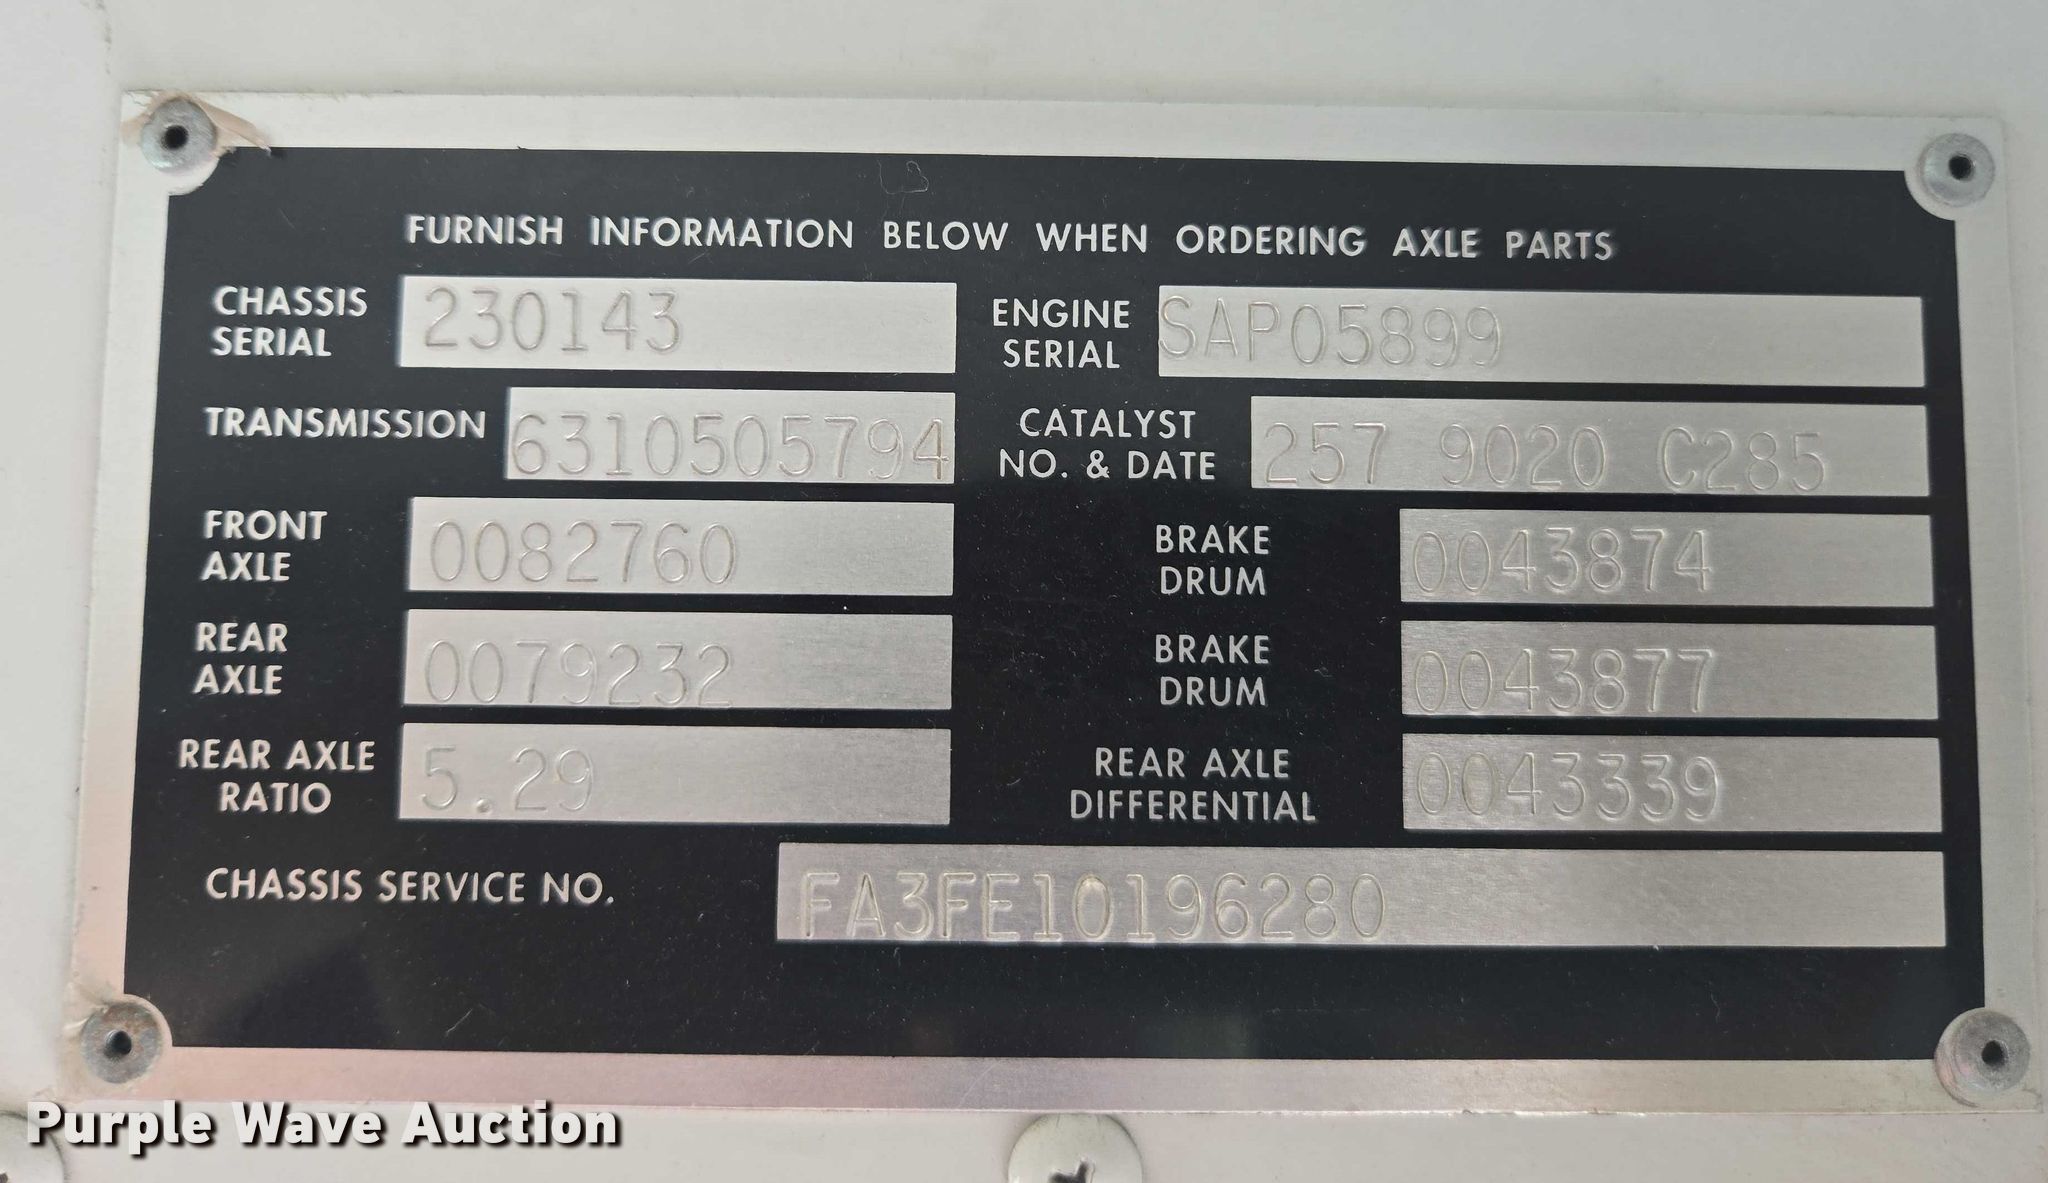 FURNISH INFORMATION BELOW WHEN ORDERING AXLE PARTS
CHASSIS SERIAL 230143
ENGINE SERIAL SAP05899
TRANSMISSION 6310505794
CATALYST NO. & DATE 257 9020 C285
FRONT AXLE 0082760
BRAKE DRUM 0043874
REAR AXLE 0079232
BRAKE DRUM 0043877
REAR AXLE RATIO 5.29
REAR AXLE DIFFERENTIAL 0043339
CHASSIS SERVICE NO. FA3FE10196280
Purple Wave Auction